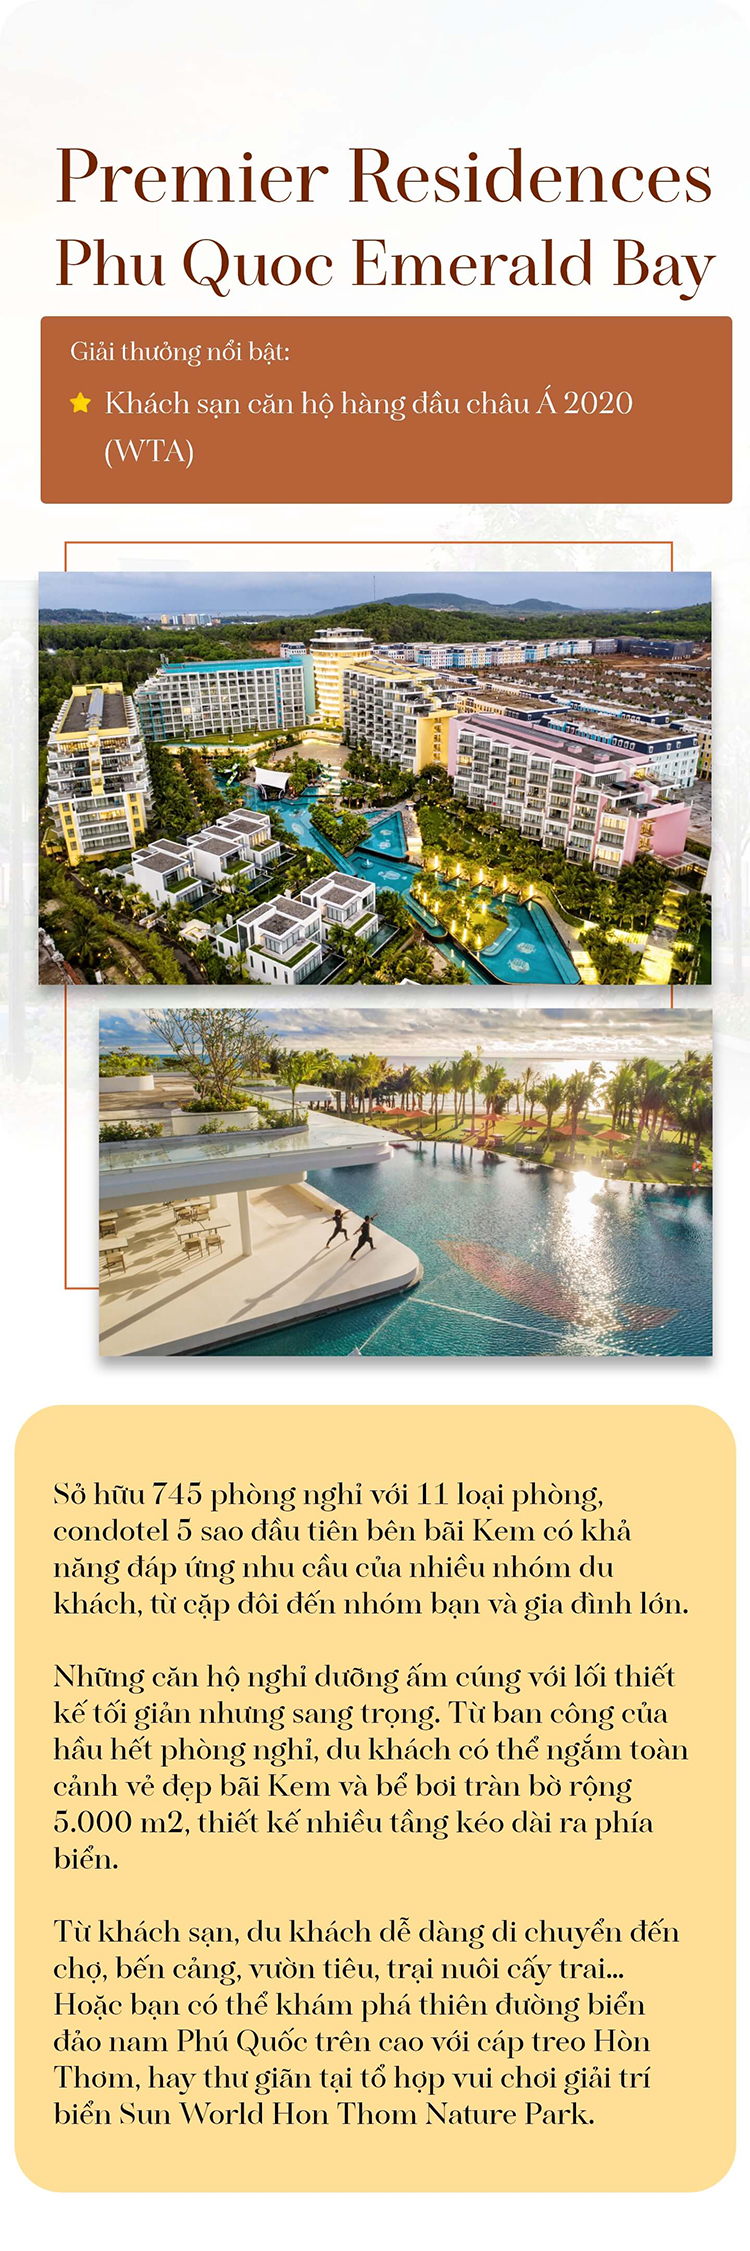 Premier Residences
Phu Quoc Emerald Bay
Giải thưởng nổi bật:
Khách sạn căn hộ hàng đầu châu Á 2020
(WTA)
Sở hữu 745 phòng nghỉ với 11 loại phòng,
condotel 5 sao đầu tiên bên bãi Kem có khả
năng đáp ứng nhu cầu của nhiều nhóm du
khách, từ cặp đôi đến nhóm bạn và gia đình lớn.
Những căn hộ nghỉ dưỡng ấm cúng với lối thiết
kế tối giản nhưng sang trọng. Từ ban công của
hầu hết phòng nghỉ, du khách có thể ngắm toàn
cảnh vẻ đẹp bãi Kem và bể bơi tràn bờ rộng
5.000 m2, thiết kế nhiều tầng kéo dài ra phía
biển.
Từ khách sạn, du khách dễ dàng di chuyển đến
chợ, bến cảng, vườn tiêu, trại nuôi cấy trai...
Hoặc bạn có thể khám phá thiên đường biển
đảo nam Phú Quốc trên cao với cáp treo Hòn
Thơm, hay thư giãn tại tổ hợp vui chơi giải trí
biển Sun World Hon Thom Nature Park.